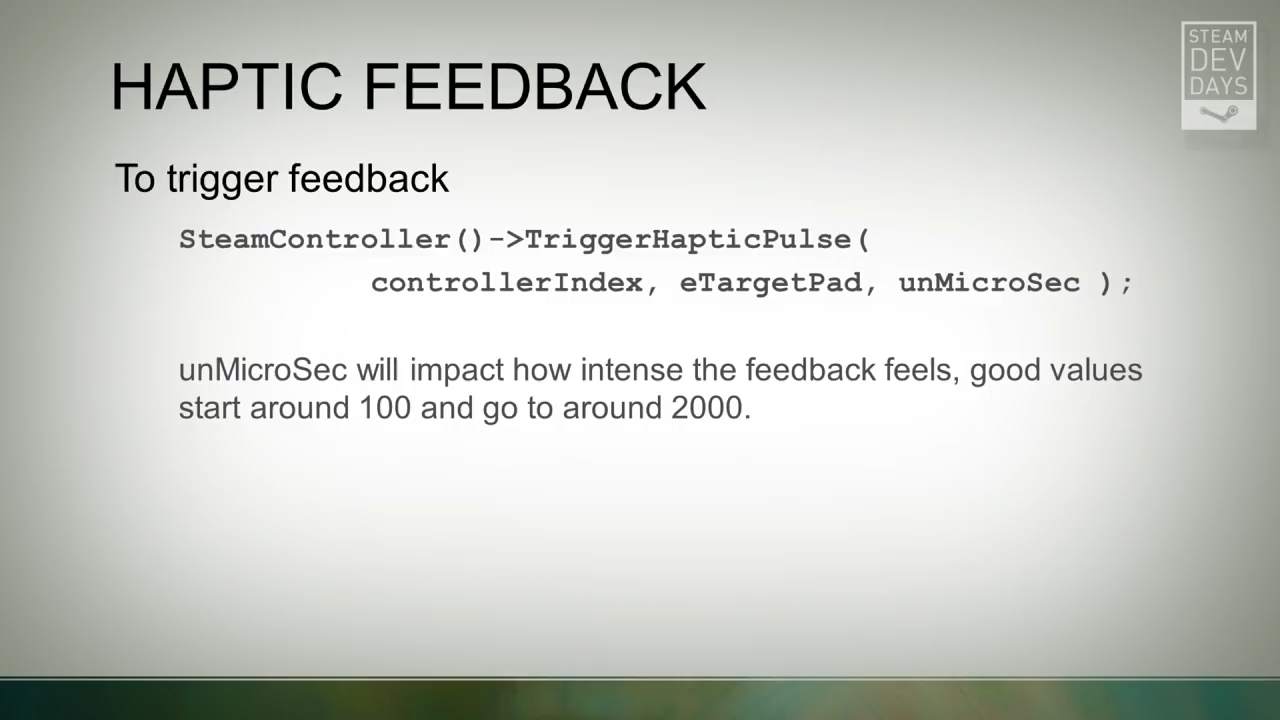 STEAM
DEV
DAYS
HAPTIC FEEDBACK
To trigger feedback
SteamController()->TriggerHapticPulse(
controllerIndex, eTargetPad, unMicroSec );
unMicroSec will impact how intense the feedback feels, good values
start around 100 and go to around 2000.